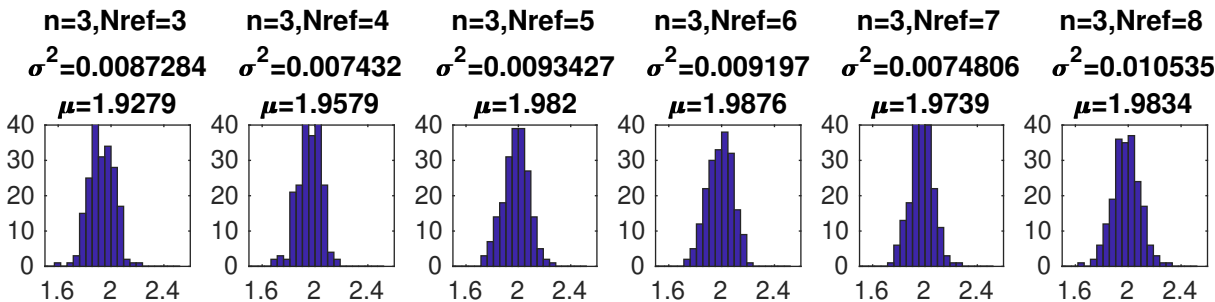 n=3,Nref=3 n=3,Nref=4 n=3,Nref=5 n=3,Nref=6 n=3,Nref=7 n=3,Nref=8
σ²=0.0087284 σ²=0.007432 σ²=0.0093427 σ²=0.009197 σ²=0.0074806 σ²=0.010535
μ=1.9279 μ=1.9579 μ=1.982 μ=1.9876 μ=1.9739 μ=1.9834
40 40 40 40 40 40
30 30 30 30 30 30
20 20 20 20 20 20
10 10 10 10 10 10
0 0 0 0 0 0
1.6 2 2.4 1.6 2 2.4 1.6 2 2.4 1.6 2 2.4 1.6 2 2.4 1.6 2 2.4